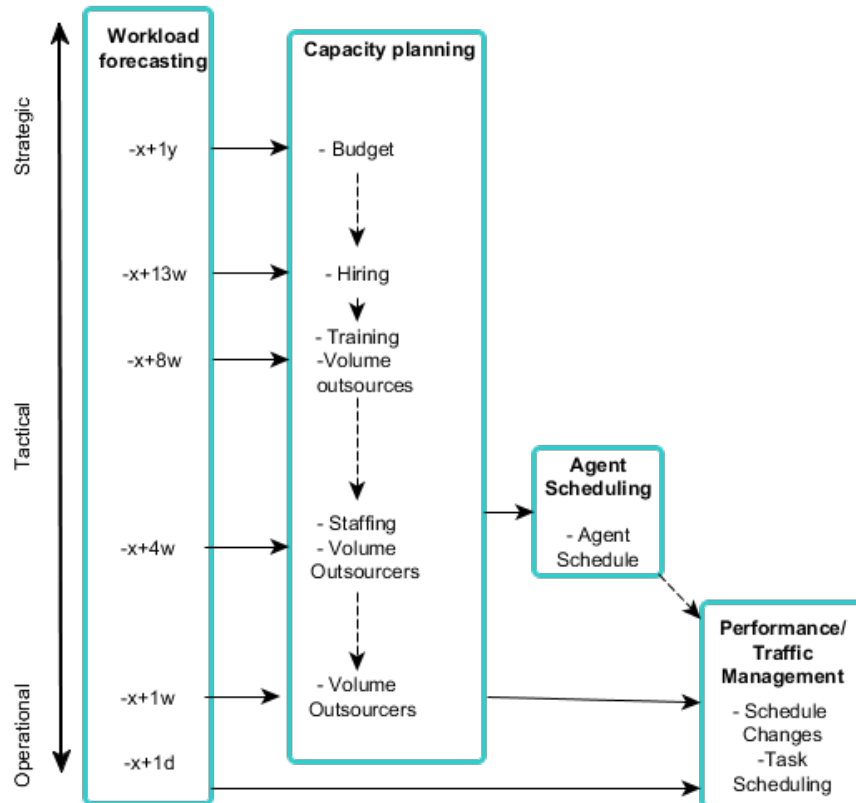 Workload
forecasting
Capacity planning
Strategic
-x+1y
- Budget
-x+13w
- Hiring
- Training
-x+8w
-Volume
outsources
Tactical
Agent
Scheduling
- Staffing
- Agent
Schedule
-x+4w
- Volume
Outsourcers
Performance/
Traffic
Management
-x+1w
- Volume
Outsourcers
- Schedule
Changes
Operational
-x+1d
-Task
Scheduling